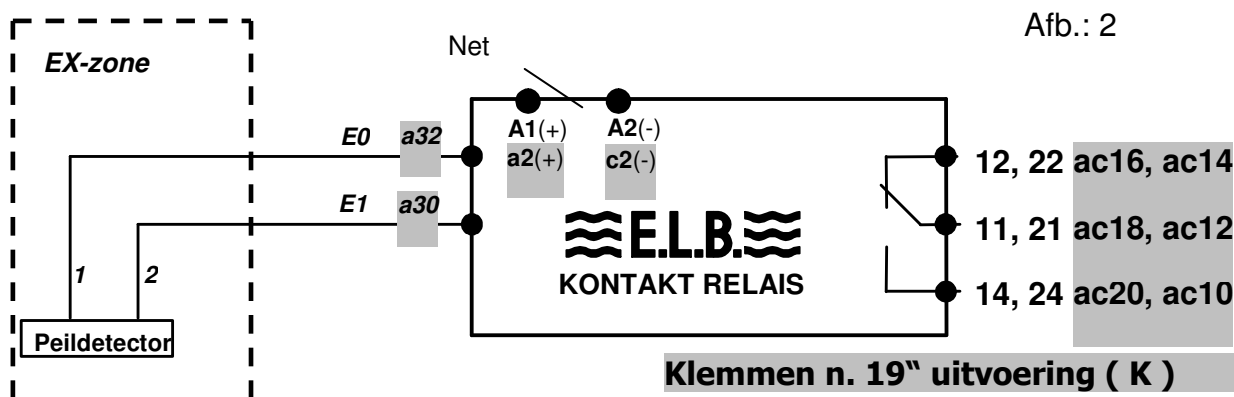 Afb.: 2
EX-zone
Net
E0 a32
A1(+) A2(-)
a2(+) c2(-)
12, 22 ac16, ac14
E1 a30
E.L.B.
11, 21 ac18, ac12
KONTAKT RELAIS
1 2
14, 24 ac20, ac10
Peildetector
Klemmen n. 19“ uitvoering ( K )